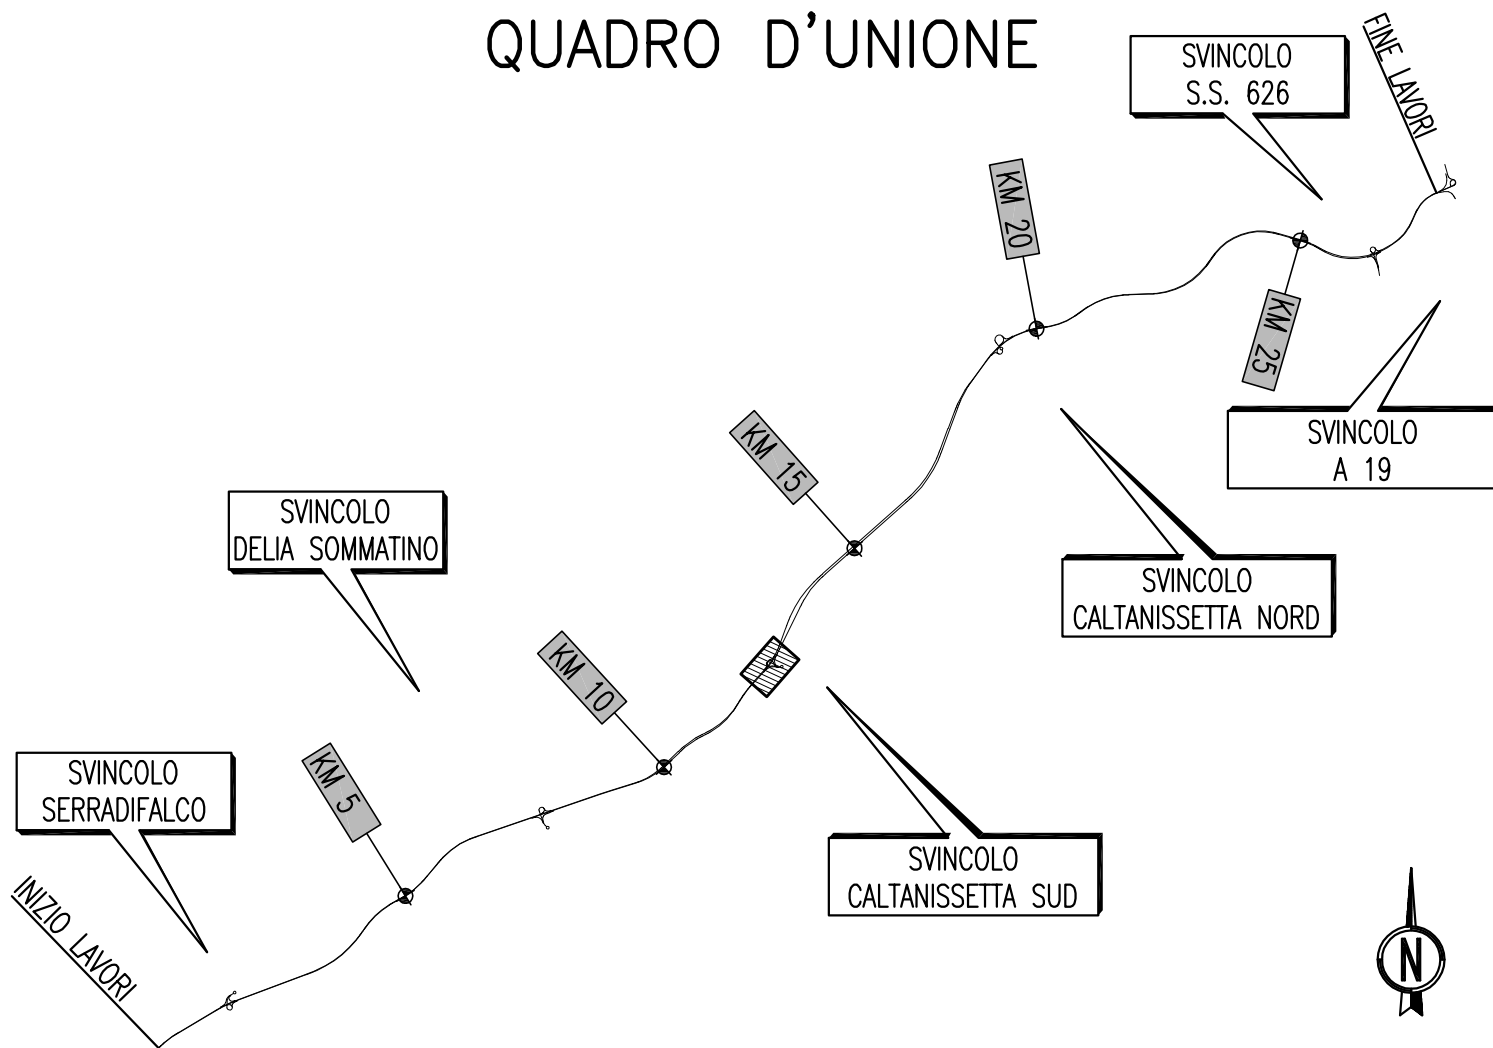 QUADRO D'UNIONE
SVINCOLO
S.S. 626
FINE LAVORI
KM 20
KM 25
SVINCOLO
A 19
KM 15
SVINCOLO
DELIA SOMMATINO
SVINCOLO
CALTANISSETTA NORD
KM 10
SVINCOLO
SERRADIFALCO
KM 5
SVINCOLO
CALTANISSETTA SUD
INIZIO LAVORI
N